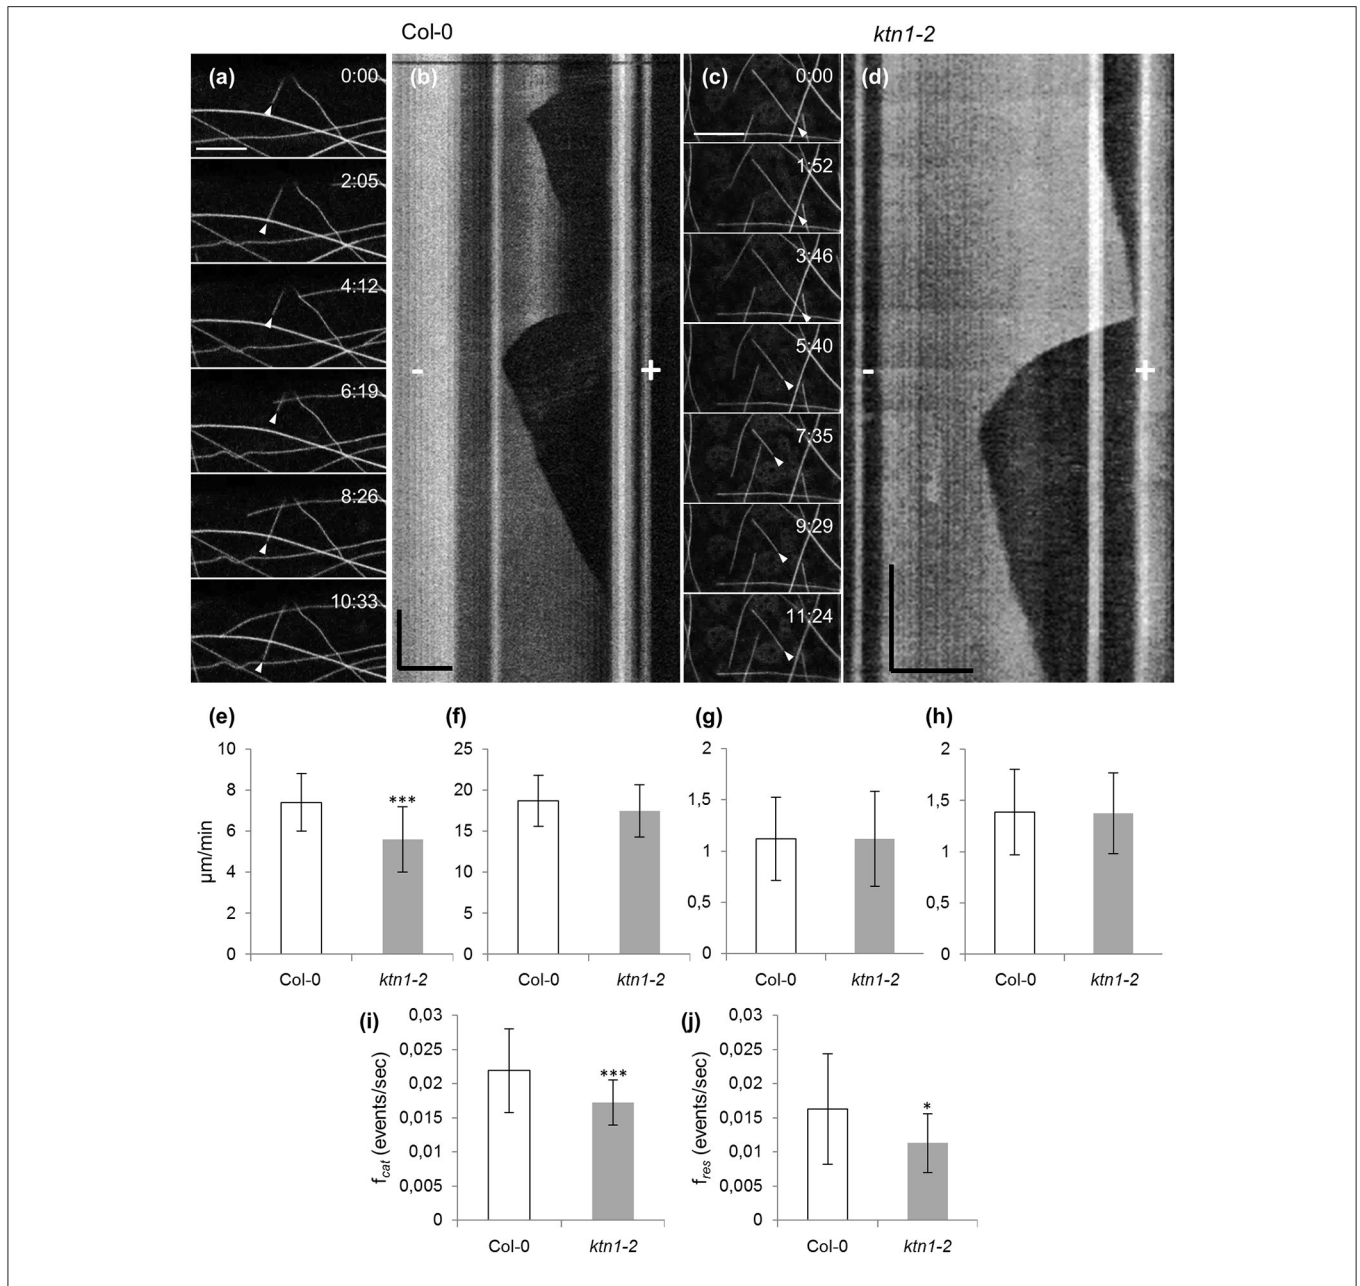 Col-0 ktn1-2
(a) 0:00 (b) (c) 0:00 (d)
2:05 1:52
4:12 3:46
5:40
- + - +
6:19
7:35
8:26
9:29
10:33 11:24
(e) (f) (g) (h)
10 25 2 2
8 20 1,5 1,5
*** 
6 15
µm/min 1 1
4 10
2 5 0,5 0,5
0 0 0 0
Col-0 ktn1-2 Col-0 ktn1-2 Col-0 ktn1-2 Col-0 ktn1-2
(i) 0,03 (j) 0,03
0,025 0,025
*** 
0,02 0,02
*
0,015 0,015
fcat (events/sec) fres (events/sec)
0,01 0,01
0,005 0,005
0 0
Col-0 ktn1-2 Col-0 ktn1-2